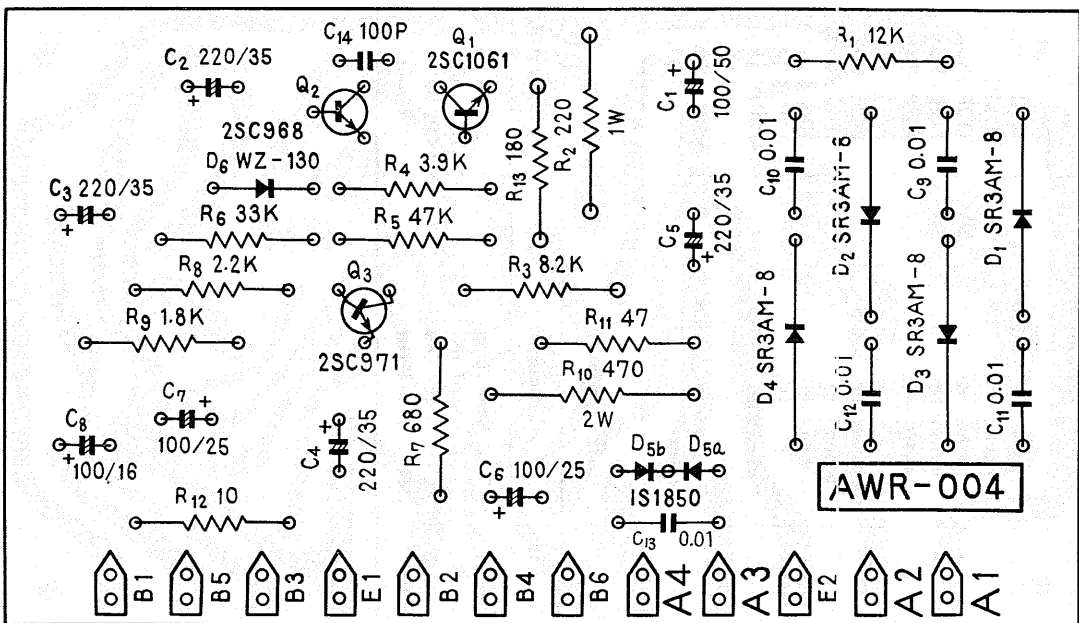 C14 100P
Q1
2SC1061
R1 12K
C2 220/35
+
Q2
2SC968
C1
+
100/50
R13 180
R2 220
1W
D6 WZ-130
R4 3.9K
C3 220/35
+
R6 33K
R5 47K
C5
220/35
+
C10 0.01
D2 SR3AM-8
C9 0.01
D1 SR3AM-8
R8 2.2K
Q3
2SC971
R3 8.2K
R9 1.8K
R11 47
R10 470
2W
D4 SR3AM-8
C12 0.01
D3 SR3AM-8
C11 0.01
C7
+
100/25
C8
+
100/16
C4
+
220/35
R7 680
C6 100/25
+
D5b
D5a
1S1850
C13
0.01
AWR-004
R12 10
B1
B5
B3
E1
B2
B4
B6
A4
A3
E2
A2
A1